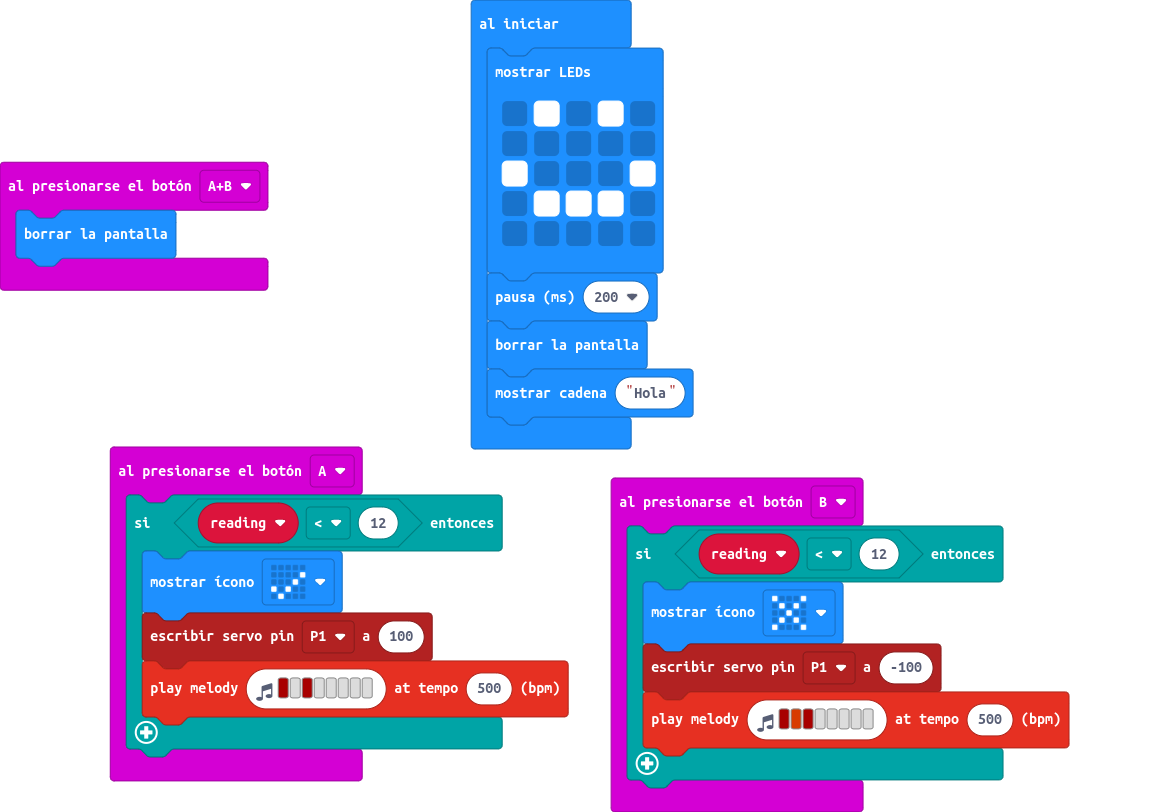 al iniciar
mostrar LEDs
pausa (ms) 200
borrar la pantalla
mostrar cadena "Hola"
al presionarse el botón A+B
borrar la pantalla
al presionarse el botón A
si reading < 12 entonces
mostrar ícono
escribir servo pin P1 a 100
play melody at tempo 500 (bpm)
al presionarse el botón B
si reading < 12 entonces
mostrar ícono
escribir servo pin P1 a -100
play melody at tempo 500 (bpm)